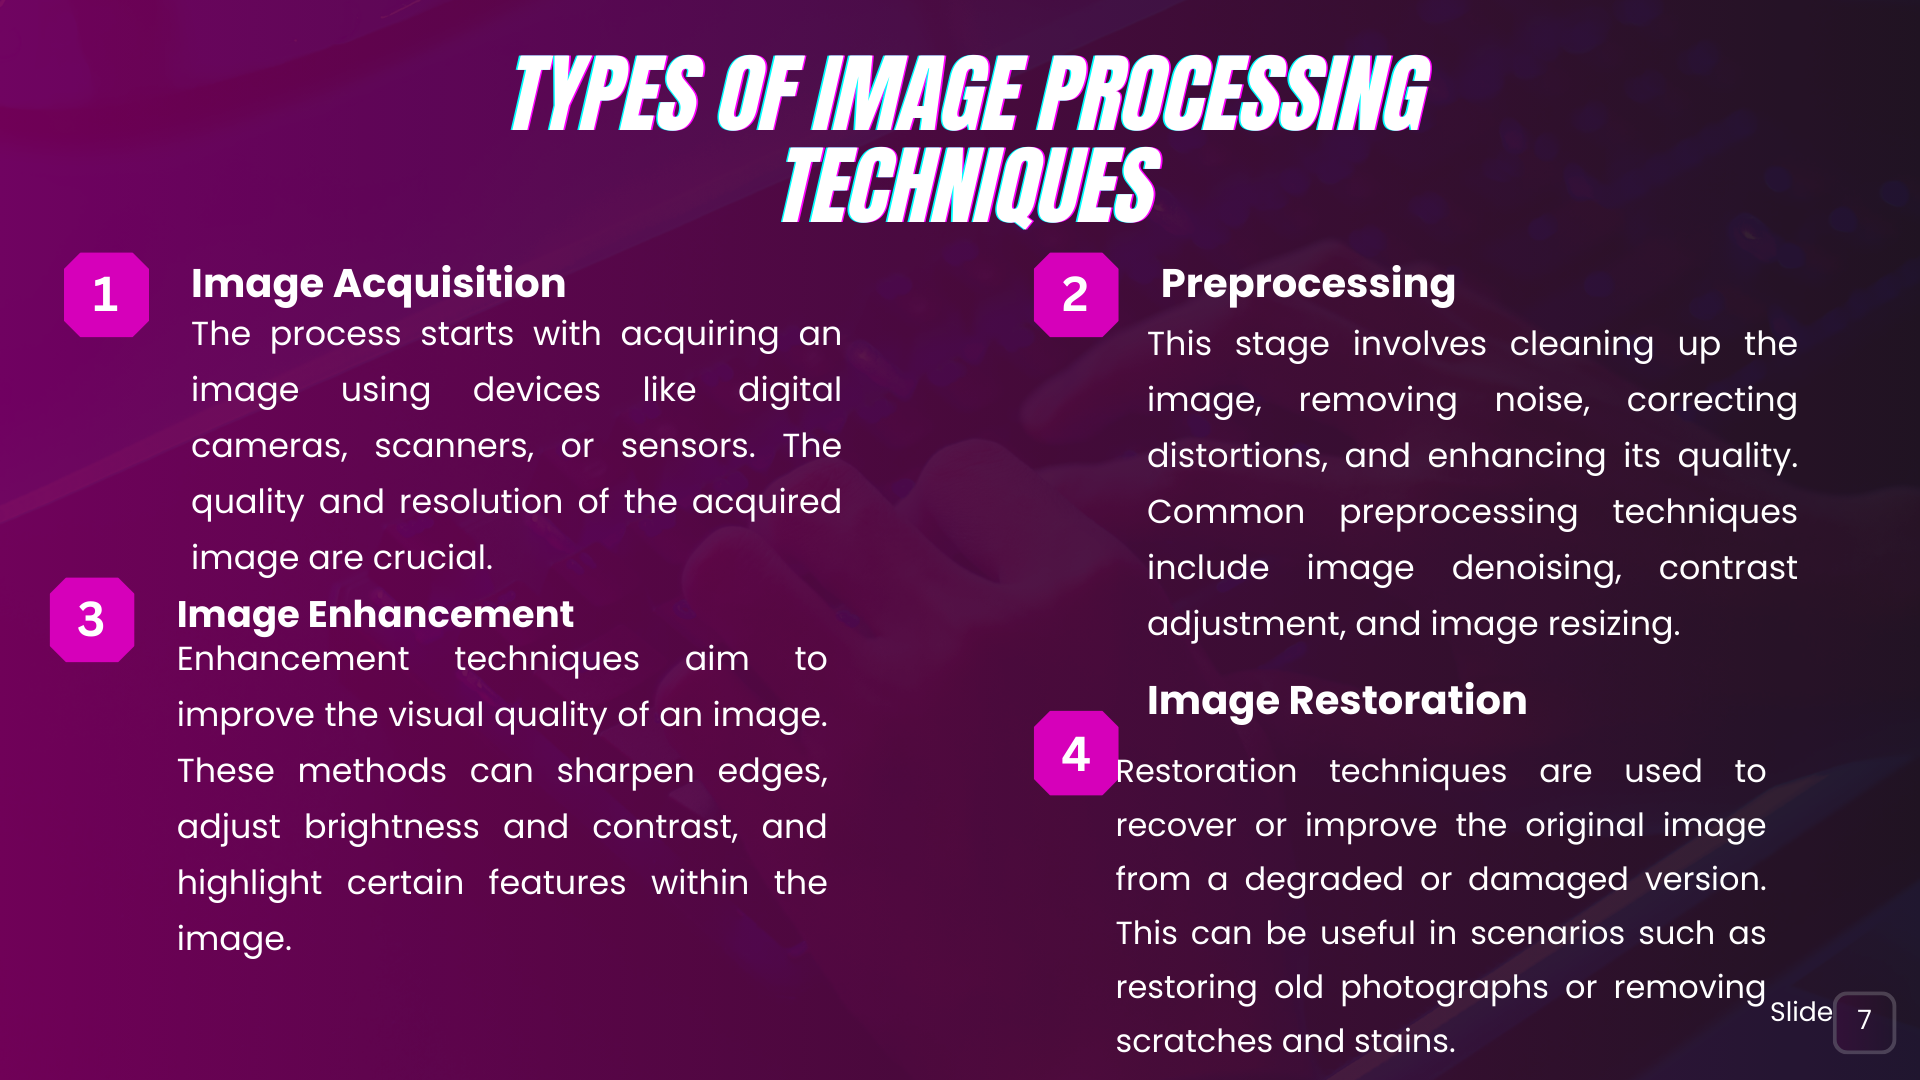 TYPES OF IMAGE PROCESSING
TECHNIQUES
1
Image Acquisition
The process starts with acquiring an
image using devices like digital
cameras, scanners, or sensors. The
quality and resolution of the acquired
image are crucial.
2
Preprocessing
This stage involves cleaning up the
image, removing noise, correcting
distortions, and enhancing its quality.
Common preprocessing techniques
include image denoising, contrast
adjustment, and image resizing.
3
Image Enhancement
Enhancement techniques aim to
improve the visual quality of an image.
These methods can sharpen edges,
adjust brightness and contrast, and
highlight certain features within the
image.
4
Image Restoration
Restoration techniques are used to
recover or improve the original image
from a degraded or damaged version.
This can be useful in scenarios such as
restoring old photographs or removing
scratches and stains.
Slide 7